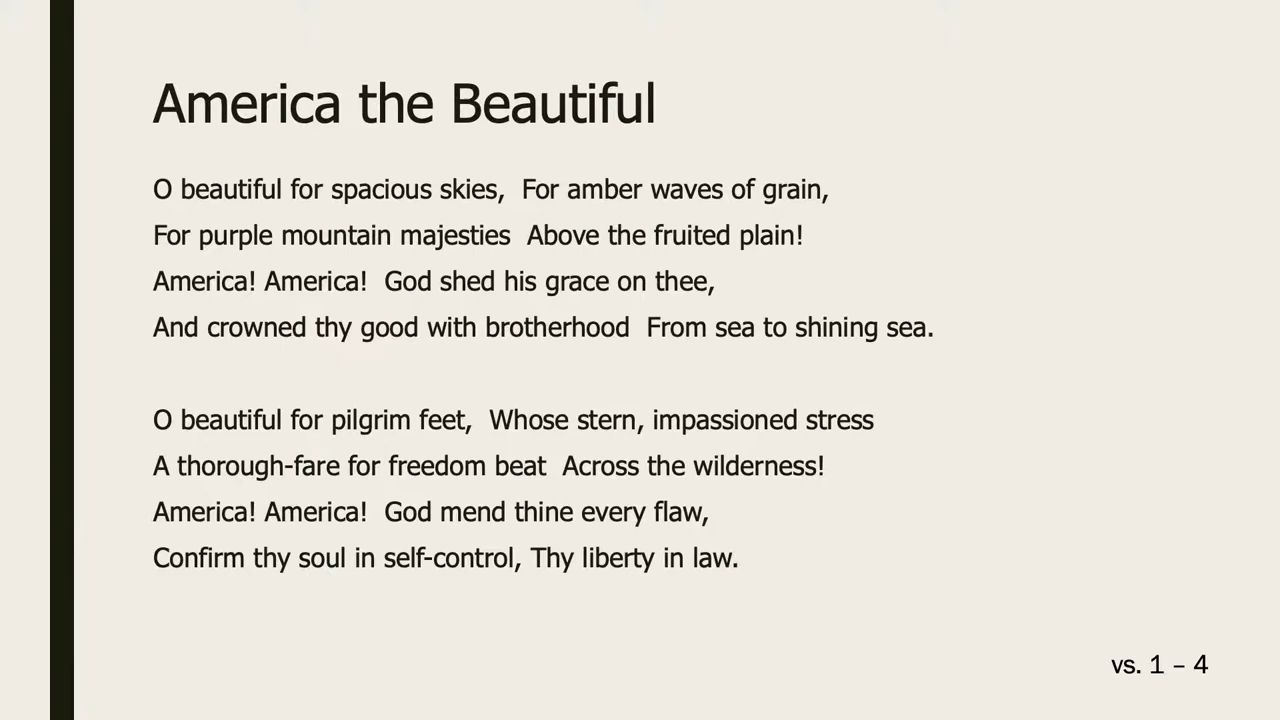 America the Beautiful
O beautiful for spacious skies,  For amber waves of grain,
For purple mountain majesties  Above the fruited plain!
America! America!  God shed his grace on thee,
And crowned thy good with brotherhood  From sea to shining sea.
O beautiful for pilgrim feet,  Whose stern, impassioned stress
A thorough-fare for freedom beat  Across the wilderness!
America! America!  God mend thine every flaw,
Confirm thy soul in self-control, Thy liberty in law.
vs. 1 – 4